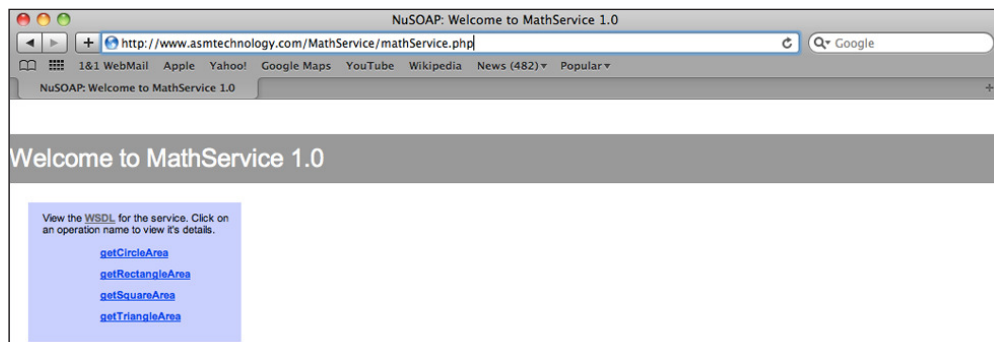 NuSOAP: Welcome to MathService 1.0
http://www.asmtechnology.com/MathService/mathService.php
Google
1&1 WebMail Apple Yahoo! Google Maps YouTube Wikipedia News (482) Popular
NuSOAP: Welcome to MathService 1.0
Welcome to MathService 1.0
View the WSDL for the service. Click on
an operation name to view it's details.
getCircleArea
getRectangleArea
getSquareArea
getTriangleArea